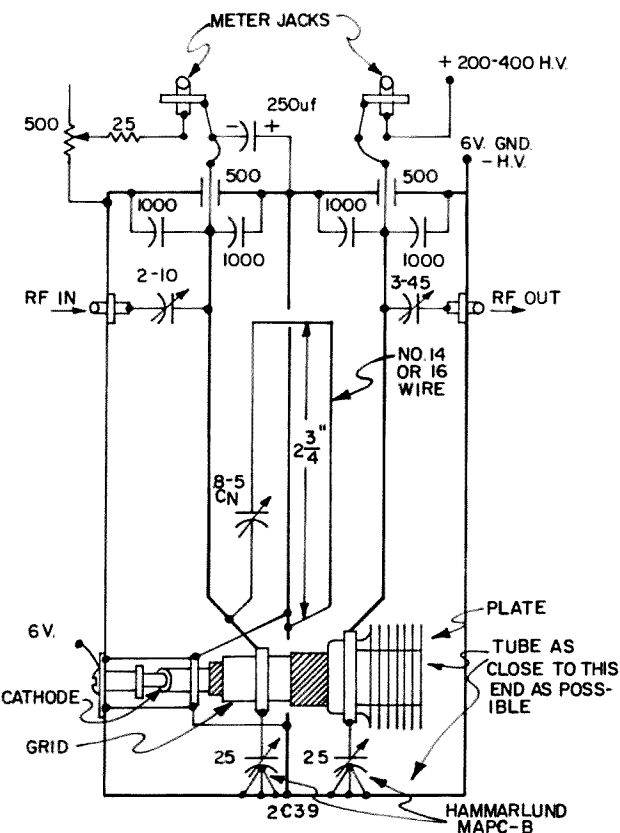 METER JACKS
+ 200-400 H.V.
250uf
500
25
- +
6V. GND.
- H.V.
500
500
1000
1000
1000
1000
2-10
3-45
RF IN
RF OUT
NO. 14
OR 16
WIRE
2 3/4"
.8-5
CN
6V.
PLATE
TUBE AS
CLOSE TO THIS
END AS POSS-
IBLE
CATHODE
GRID
25
25
2C39
HAMMARLUND
MAPC-B